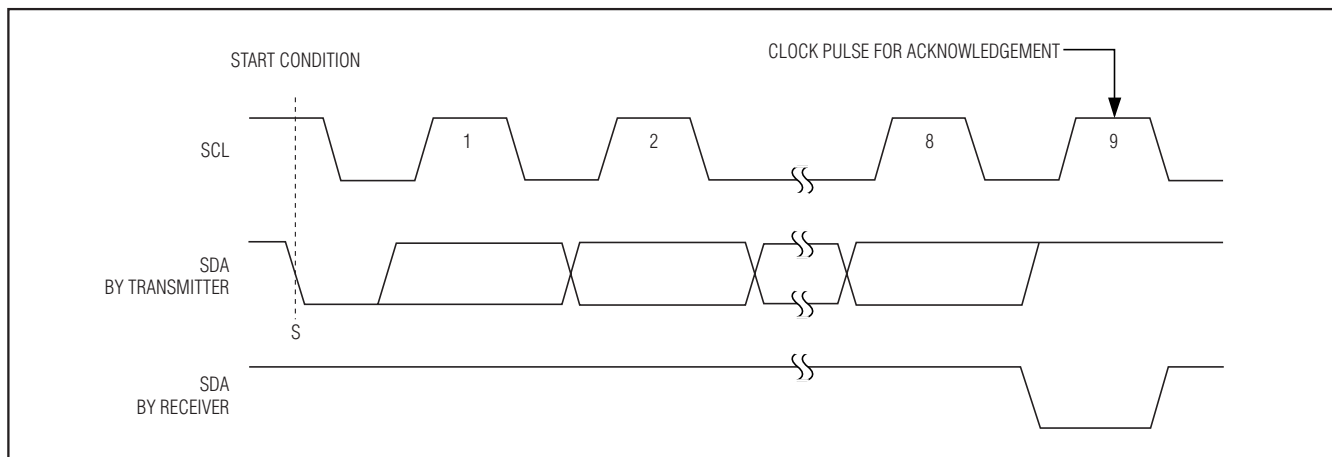 START CONDITION
CLOCK PULSE FOR ACKNOWLEDGEMENT
SCL
1
2
8
9
SDA
BY TRANSMITTER
S
SDA
BY RECEIVER